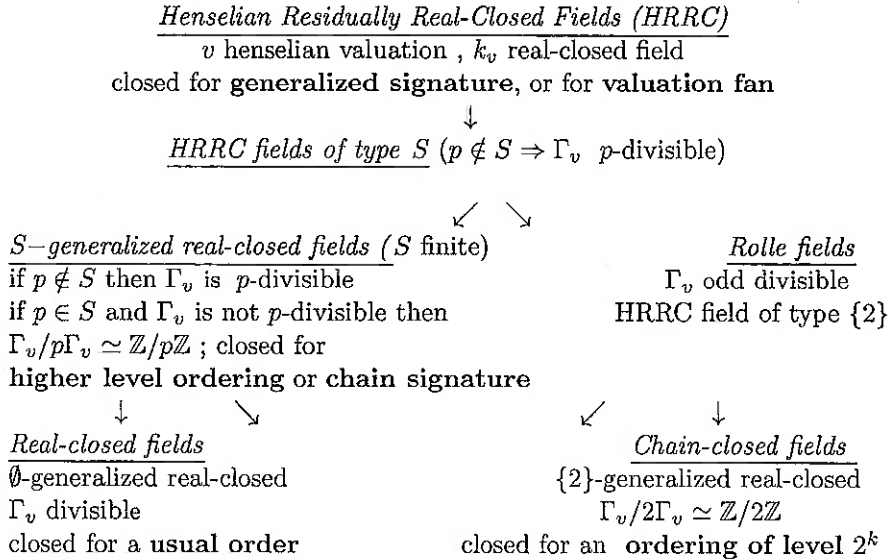 Henselian Residually Real-Closed Fields (HRRC)
v henselian valuation , k_v real-closed field
closed for generalized signature, or for valuation fan
↓
HRRC fields of type S (p ∉ S ⇒ Γ_v p-divisible)
↙ ↘
S−generalized real-closed fields (S finite)
if p ∉ S then Γ_v is p-divisible
if p ∈ S and Γ_v is not p-divisible then
Γ_v/pΓ_v ≃ ℤ/pℤ ; closed for
higher level ordering or chain signature
Rolle fields
Γ_v odd divisible
HRRC field of type {2}
↓ ↘ ↙ ↓
Real-closed fields
∅-generalized real-closed
Γ_v divisible
closed for a usual order
Chain-closed fields
{2}-generalized real-closed
Γ_v/2Γ_v ≃ ℤ/2ℤ
closed for an ordering of level 2^k